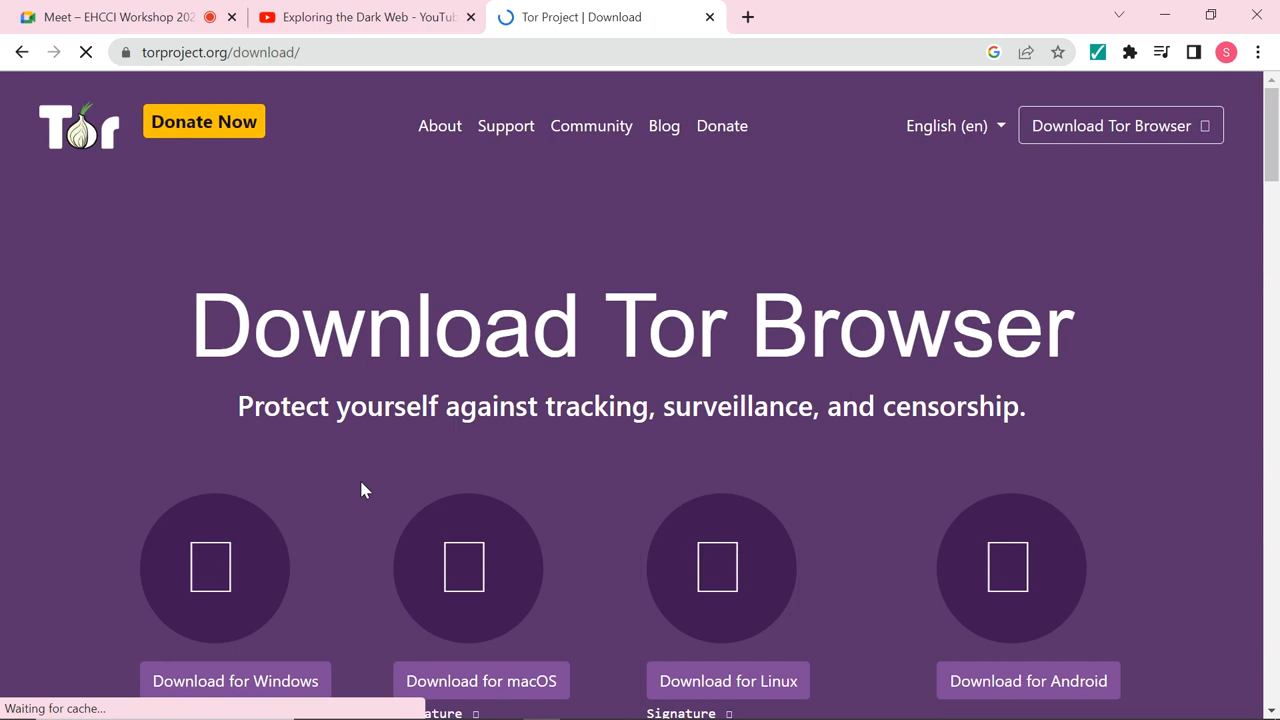 Meet – EHCCI Workshop 202
Exploring the Dark Web - YouTub
Tor Project | Download
torproject.org/download/
S
Tor
Donate Now
About
Support
Community
Blog
Donate
English (en)
Download Tor Browser
Download Tor Browser
Protect yourself against tracking, surveillance, and censorship.
Download for Windows
Download for macOS
Download for Linux
Download for Android
Waiting for cache...
ature
Signature